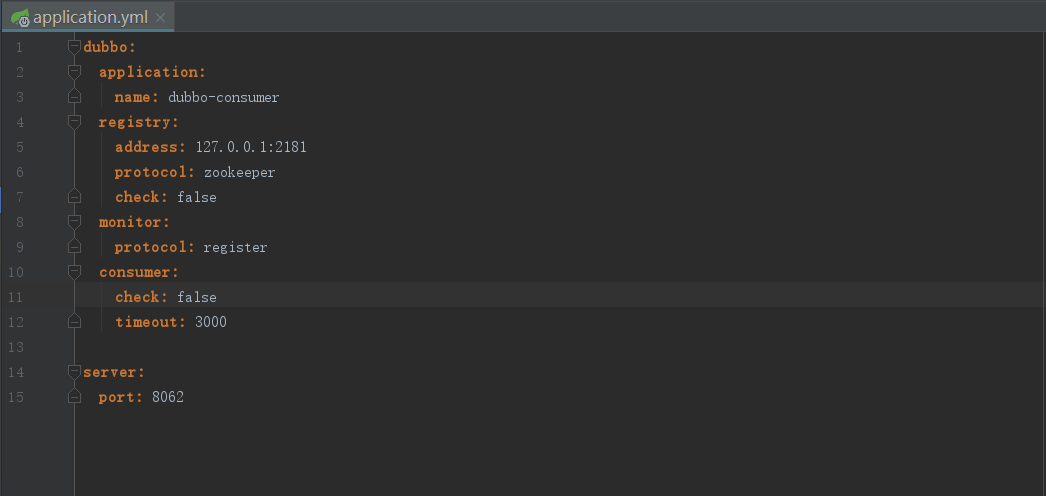 application.yml
1 dubbo:
2   application:
3     name: dubbo-consumer
4   registry:
5     address: 127.0.0.1:2181
6     protocol: zookeeper
7     check: false
8   monitor:
9     protocol: register
10   consumer:
11     check: false
12     timeout: 3000
13
14 server:
15   port: 8062